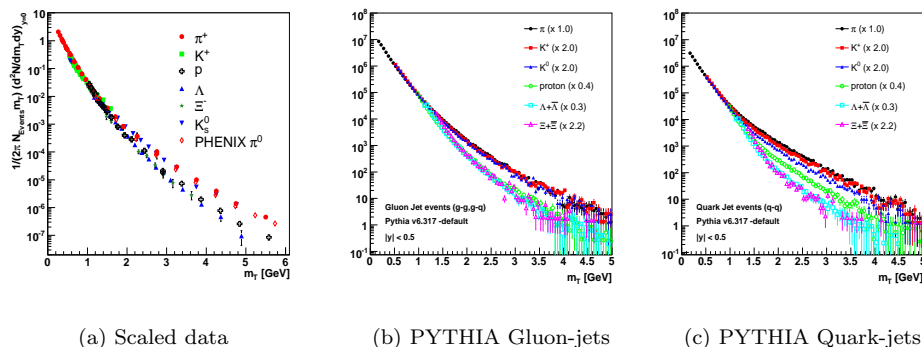 1/(2π N_Events m_T) (d²N/dm_T dy)_y=0
10
1
10⁻¹
10⁻²
10⁻³
10⁻⁴
10⁻⁵
10⁻⁶
10⁻⁷
0 1 2 3 4 5 6
m_T [GeV]
π⁺
K⁺
p
Λ
Ξ⁻
K⁰_s
PHENIX π⁰
(a) Scaled data
10⁷
10⁶
10⁵
10⁴
10³
10²
10
1
10⁻¹
0 0.5 1 1.5 2 2.5 3 3.5 4 4.5 5
m_T [GeV]
π (x 1.0)
K⁺ (x 2.0)
K⁰ (x 2.0)
proton (x 0.4)
Λ+Λ̅ (x 0.3)
Ξ+Ξ̅ (x 2.2)
Gluon Jet events (g-g,g-q)
Pythia v6.317 -default
|y| < 0.5
(b) PYTHIA Gluon-jets
10⁷
10⁶
10⁵
10⁴
10³
10²
10
1
10⁻¹
0 0.5 1 1.5 2 2.5 3 3.5 4 4.5 5
m_T [GeV]
π (x 1.0)
K⁺ (x 2.0)
K⁰ (x 2.0)
proton (x 0.4)
Λ+Λ̅ (x 0.3)
Ξ+Ξ̅ (x 2.2)
Quark Jet events (q-q)
Pythia v6.317 -default
|y| < 0.5
(c) PYTHIA Quark-jets